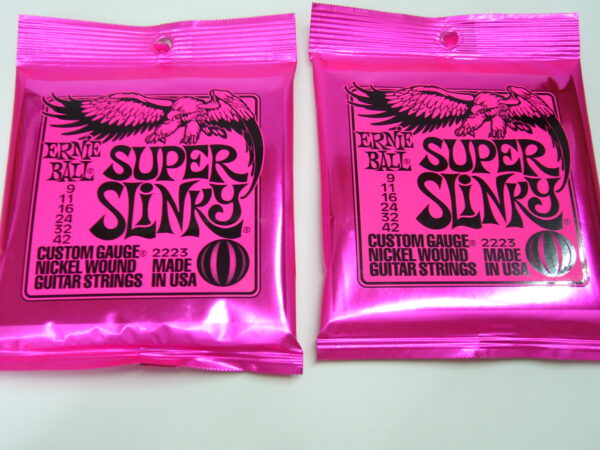 ERNIE
BALL®
SUPER
SLINKY®
9
11
16
24
32
42
CUSTOM GAUGE® 2223
NICKEL WOUND MADE
GUITAR STRINGS IN USA
ERNIE
BALL®
SUPER
SLINKY®
9
11
16
24
32
42
CUSTOM GAUGE® 2223
NICKEL WOUND MADE
GUITAR STRINGS IN USA